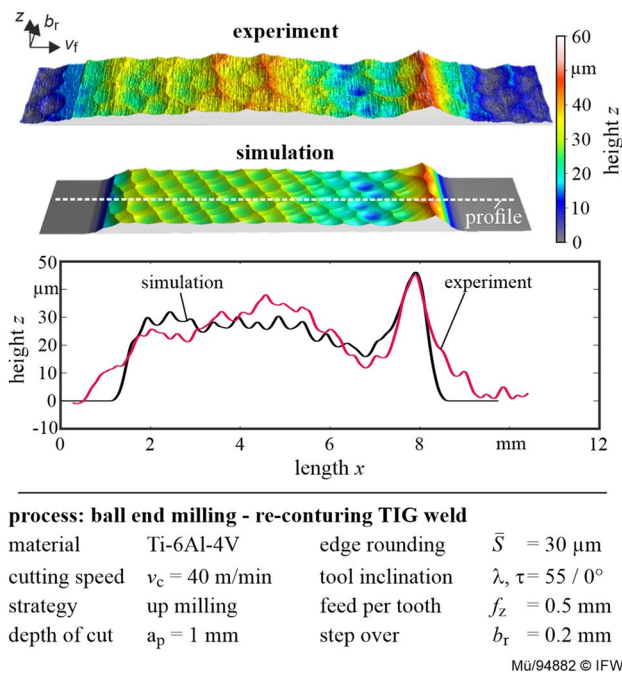 z
b_r
v_f
experiment
60
µm
40
30
20
10
0
height z
simulation
profile
50
µm
30
20
10
0
-10
height z
simulation
experiment
0
2
4
6
8
mm
12
length x
process: ball end milling - re-conturing TIG weld
material Ti-6Al-4V edge rounding S̅ = 30 µm
cutting speed v_c = 40 m/min tool inclination λ, τ = 55 / 0°
strategy up milling feed per tooth f_z = 0.5 mm
depth of cut a_p = 1 mm step over b_r = 0.2 mm
Mü/94882 © IFW